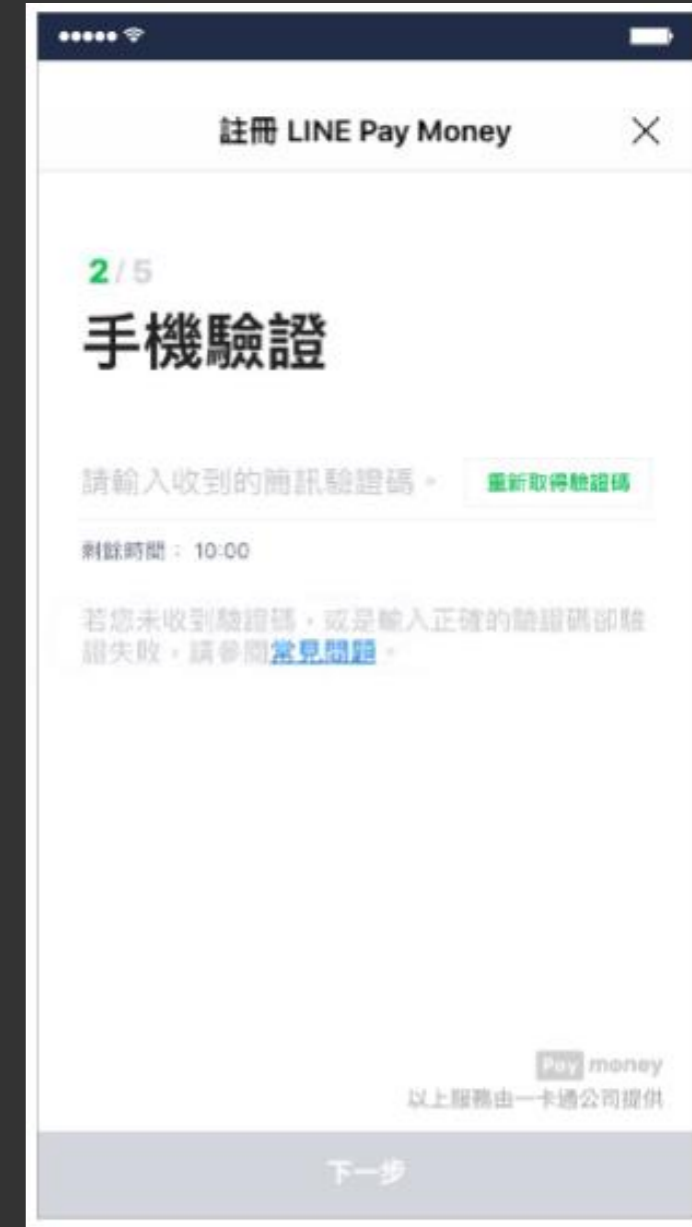 註冊 LINE Pay Money
2 / 5
手機驗證
請輸入收到的簡訊驗證碼。 重新取得驗證碼
剩餘時間： 10:00
若您未收到驗證碼，或是輸入正確的驗證碼卻驗
證失敗，請參閱常見問題。
Pay money
以上服務由一卡通公司提供
下一步